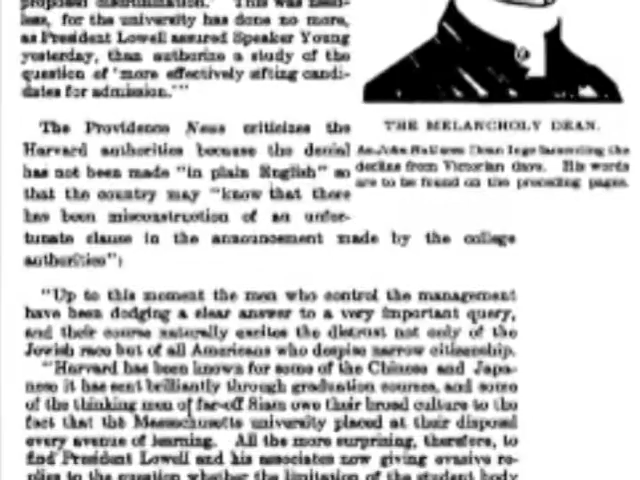 proposed discrimination.' This was need-
less, for the university has done no more,
as President Lowell assured Speaker Young
yesterday, than authorize a study of the
question of 'more effectively sifting candi-
dates for admission.'"
The Providence News criticizes the
Harvard authorities because the denial
has not been made "in plain English" so
that the country may "know that there
has been misconstruction of an unfor-
tunate clause in the announcement made by the college
authorities":
THE MELANCHOLY DEAN.
As John Held sees Dean Inge lamenting the
decline from Victorian days. His words
are to be found on the preceding pages.
"Up to this moment the men who control the management
have been dodging a clear answer to a very important query,
and their course naturally excites the distrust not only of the
Jewish race but of all Americans who despise narrow citizenship.
"Harvard has been known for some of the Chinese and Japa-
nese it has sent brilliantly through graduation courses, and some
of the thinking men of far-off Siam owe their broad culture to the
fact that the Massachusetts university placed at their disposal
every avenue of learning. All the more surprising, therefore, to
find President Lowell and his associates now giving evasive re-
plies to the question whether the limitation of the student body